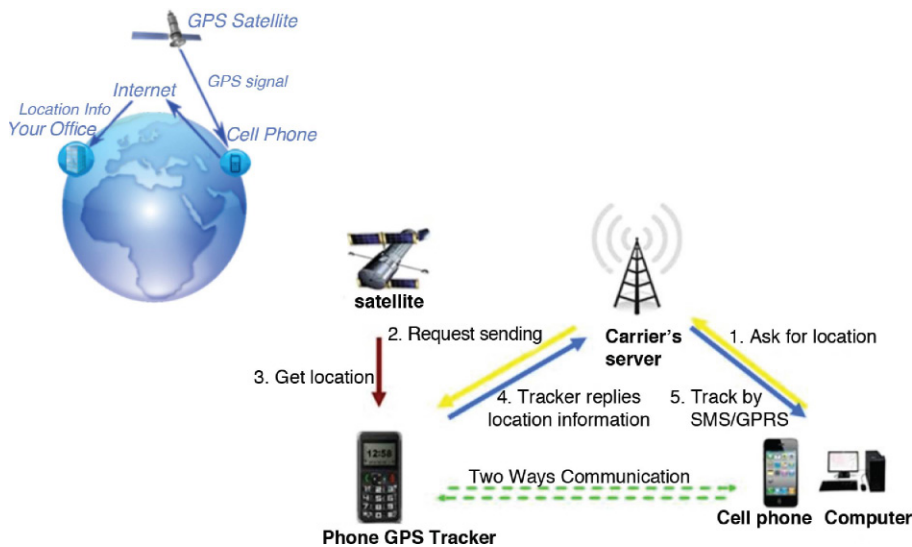 GPS Satellite
GPS signal
Internet
Location Info
Your Office
Cell Phone
satellite
2. Request sending
Carrier's
server
1. Ask for location
3. Get location
4. Tracker replies
location information
5. Track by
SMS/GPRS
12:58
Two Ways Communication
Phone GPS Tracker
Cell phone
Computer